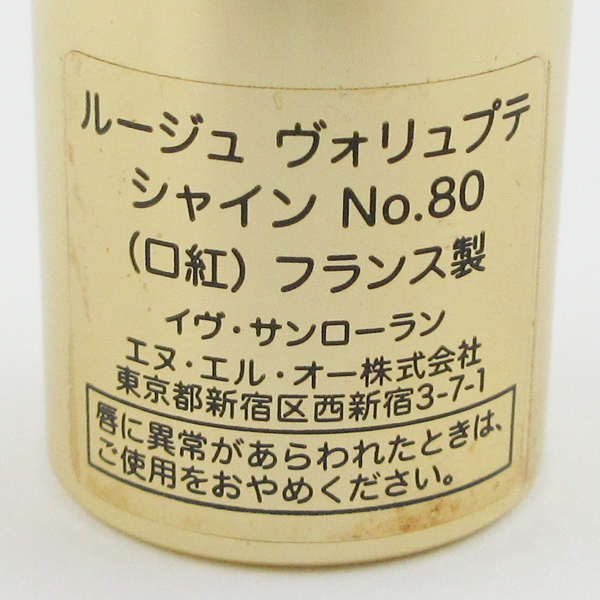 ルージュ ヴォリュプテ
シャイン No.80
（口紅）フランス製
イヴ・サンローラン
エヌ・エル・オー株式会社
東京都新宿区西新宿3-7-1
唇に異常があらわれたときは、
ご使用をおやめください。